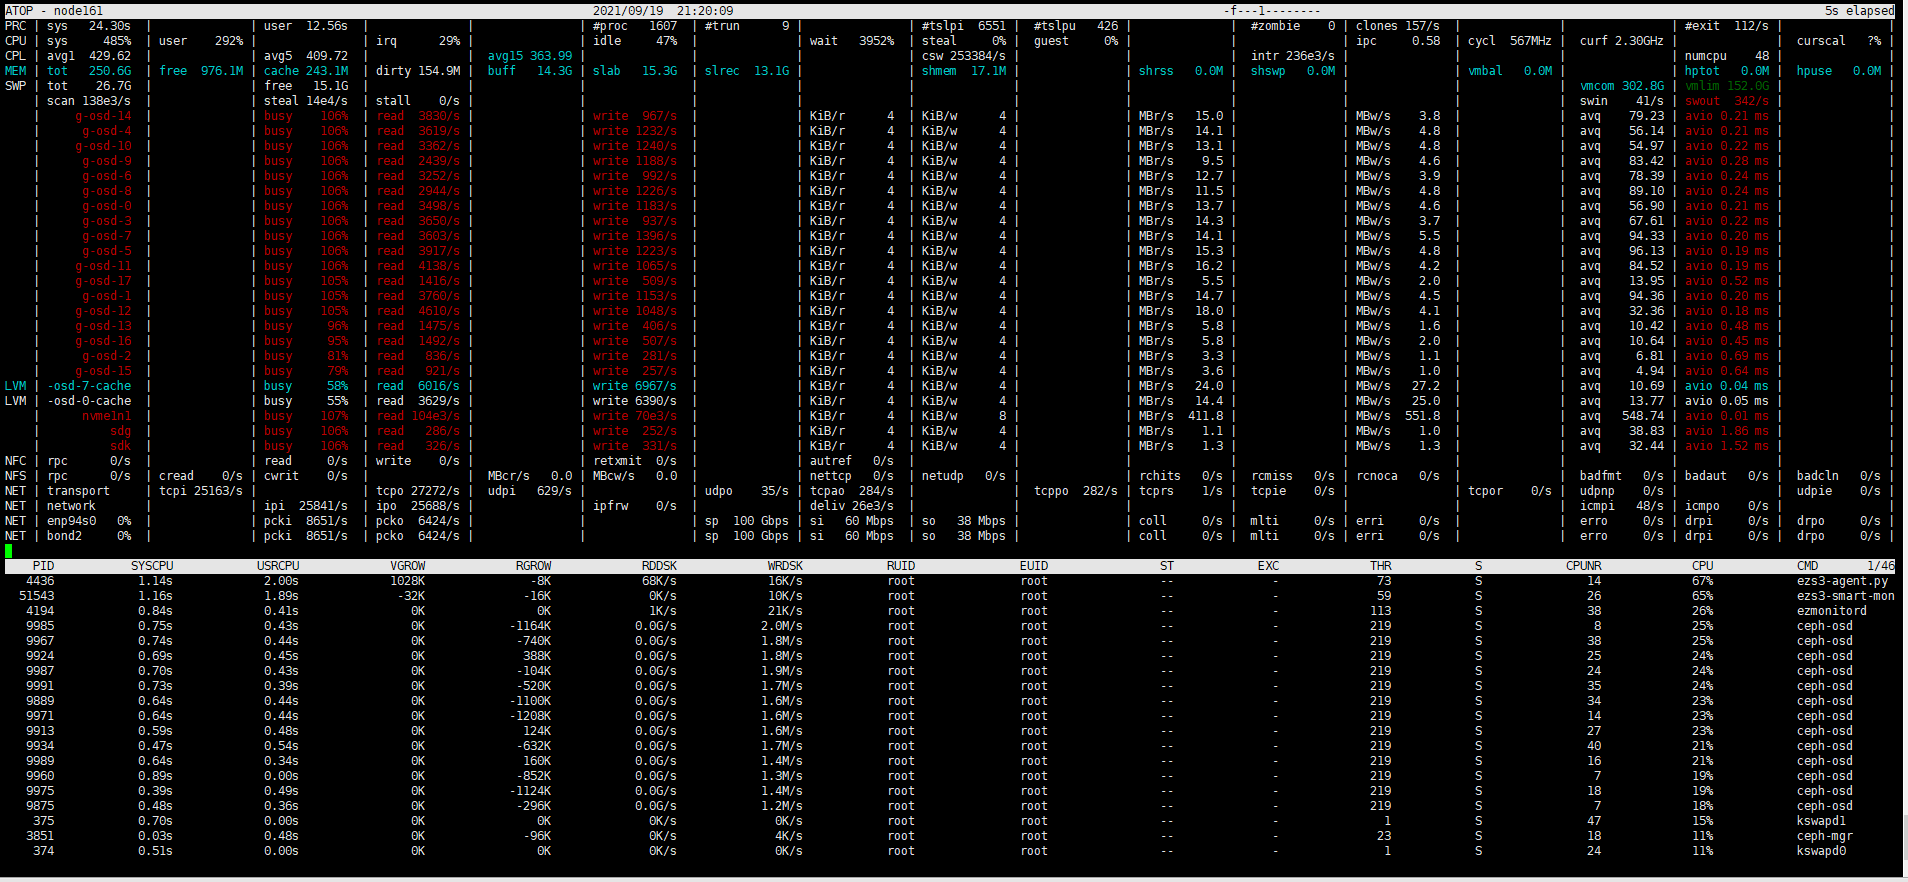 ATOP - node161 2021/09/19 21:20:09 -f---1-------- 5s elapsed
PRC | sys 24.30s | | user 12.56s | | | #proc 1607 | #trun 9 | | #tslpi 6551 | #tslpu 426 | | #zombie 0 | clones 157/s | | | #exit 112/s | |
CPU | sys 485% | user 292% | | irq 29% | | idle 47% | | wait 3952% | steal 0% | guest 0% | | | ipc 0.58 | cycl 567MHz | curf 2.30GHz | | curscal ?% |
CPL | avg1 429.62 | | avg5 409.72 | | avg15 363.99 | | | | csw 253384/s | | | intr 236e3/s | | | | numcpu 48 | |
MEM | tot 250.6G | free 976.1M | cache 243.1M | dirty 154.9M | buff 14.3G | slab 15.3G | slrec 13.1G | | shmem 17.1M | | shrss 0.0M | shswp 0.0M | | vmbal 0.0M | | hptot 0.0M | hpuse 0.0M |
SWP | tot 26.7G | | free 15.1G | | | | | | | | | | | | vmcom 302.8G | vmlim 152.0G | |
| scan 138e3/s | | steal 14e4/s | stall 0/s | | | | | | | | | | | swin 41/s | swout 342/s | |
| g-osd-14 | | busy 106% | read 3830/s | | write 967/s | | KiB/r 4 | KiB/w 4 | | MBr/s 15.0 | | MBw/s 3.8 | | avq 79.23 | avio 0.21 ms | |
| g-osd-4 | | busy 106% | read 3619/s | | write 1232/s | | KiB/r 4 | KiB/w 4 | | MBr/s 14.1 | | MBw/s 4.8 | | avq 56.14 | avio 0.21 ms | |
| g-osd-10 | | busy 106% | read 3362/s | | write 1240/s | | KiB/r 4 | KiB/w 4 | | MBr/s 13.1 | | MBw/s 4.8 | | avq 54.97 | avio 0.22 ms | |
| g-osd-9 | | busy 106% | read 2439/s | | write 1188/s | | KiB/r 4 | KiB/w 4 | | MBr/s 9.5 | | MBw/s 4.6 | | avq 83.42 | avio 0.28 ms | |
| g-osd-6 | | busy 106% | read 3252/s | | write 992/s | | KiB/r 4 | KiB/w 4 | | MBr/s 12.7 | | MBw/s 3.9 | | avq 78.39 | avio 0.24 ms | |
| g-osd-8 | | busy 106% | read 2944/s | | write 1226/s | | KiB/r 4 | KiB/w 4 | | MBr/s 11.5 | | MBw/s 4.8 | | avq 89.10 | avio 0.24 ms | |
| g-osd-0 | | busy 106% | read 3498/s | | write 1183/s | | KiB/r 4 | KiB/w 4 | | MBr/s 13.7 | | MBw/s 4.6 | | avq 56.90 | avio 0.21 ms | |
| g-osd-3 | | busy 106% | read 3650/s | | write 937/s | | KiB/r 4 | KiB/w 4 | | MBr/s 14.3 | | MBw/s 3.7 | | avq 67.61 | avio 0.22 ms | |
| g-osd-7 | | busy 106% | read 3603/s | | write 1396/s | | KiB/r 4 | KiB/w 4 | | MBr/s 14.1 | | MBw/s 5.5 | | avq 94.33 | avio 0.20 ms | |
| g-osd-5 | | busy 106% | read 3917/s | | write 1223/s | | KiB/r 4 | KiB/w 4 | | MBr/s 15.3 | | MBw/s 4.8 | | avq 96.13 | avio 0.19 ms | |
| g-osd-11 | | busy 106% | read 4138/s | | write 1065/s | | KiB/r 4 | KiB/w 4 | | MBr/s 16.2 | | MBw/s 4.2 | | avq 84.52 | avio 0.19 ms | |
| g-osd-17 | | busy 105% | read 1416/s | | write 509/s | | KiB/r 4 | KiB/w 4 | | MBr/s 5.5 | | MBw/s 2.0 | | avq 13.95 | avio 0.52 ms | |
| g-osd-1 | | busy 105% | read 3760/s | | write 1153/s | | KiB/r 4 | KiB/w 4 | | MBr/s 14.7 | | MBw/s 4.5 | | avq 94.36 | avio 0.20 ms | |
| g-osd-12 | | busy 105% | read 4610/s | | write 1048/s | | KiB/r 4 | KiB/w 4 | | MBr/s 18.0 | | MBw/s 4.1 | | avq 32.36 | avio 0.18 ms | |
| g-osd-13 | | busy 96% | read 1475/s | | write 406/s | | KiB/r 4 | KiB/w 4 | | MBr/s 5.8 | | MBw/s 1.6 | | avq 10.42 | avio 0.48 ms | |
| g-osd-16 | | busy 95% | read 1492/s | | write 507/s | | KiB/r 4 | KiB/w 4 | | MBr/s 5.8 | | MBw/s 2.0 | | avq 10.64 | avio 0.45 ms | |
| g-osd-2 | | busy 81% | read 836/s | | write 281/s | | KiB/r 4 | KiB/w 4 | | MBr/s 3.3 | | MBw/s 1.1 | | avq 6.81 | avio 0.69 ms | |
| g-osd-15 | | busy 79% | read 921/s | | write 257/s | | KiB/r 4 | KiB/w 4 | | MBr/s 3.6 | | MBw/s 1.0 | | avq 4.94 | avio 0.64 ms | |
LVM | -osd-7-cache | | busy 58% | read 6016/s | | write 6967/s | | KiB/r 4 | KiB/w 4 | | MBr/s 24.0 | | MBw/s 27.2 | | avq 10.69 | avio 0.04 ms | |
LVM | -osd-0-cache | | busy 55% | read 3629/s | | write 6390/s | | KiB/r 4 | KiB/w 4 | | MBr/s 14.4 | | MBw/s 25.0 | | avq 13.77 | avio 0.05 ms | |
| nvme1n1 | | busy 107% | read 104e3/s | | write 70e3/s | | KiB/r 4 | KiB/w 8 | | MBr/s 411.8 | | MBw/s 551.8 | | avq 548.74 | avio 0.01 ms | |
| sdg | | busy 106% | read 286/s | | write 252/s | | KiB/r 4 | KiB/w 4 | | MBr/s 1.1 | | MBw/s 1.0 | | avq 38.83 | avio 1.86 ms | |
| sdk | | busy 106% | read 326/s | | write 331/s | | KiB/r 4 | KiB/w 4 | | MBr/s 1.3 | | MBw/s 1.3 | | avq 32.44 | avio 1.52 ms | |
NFC | rpc 0/s | | read 0/s | write 0/s | | retxmit 0/s | | autref 0/s | | | | | | | | | |
NFS | rpc 0/s | cread 0/s | cwrit 0/s | | MBcr/s 0.0 | MBcw/s 0.0 | | nettcp 0/s | netudp 0/s | | rchits 0/s | rcmiss 0/s | rcnoca 0/s | | badfmt 0/s | badaut 0/s | badcln 0/s |
NET | transport | tcpi 25163/s | | tcpo 27272/s | udpi 629/s | | udpo 35/s | tcpao 284/s | | tcppo 282/s | tcprs 1/s | tcpie 0/s | | tcpor 0/s | udpnp 0/s | | udpie 0/s |
NET | network | | ipi 25841/s | ipo 25688/s | | ipfrw 0/s | | deliv 26e3/s | | | | | | | icmpi 48/s | icmpo 0/s | |
NET | enp94s0 0% | | pcki 8651/s | pcko 6424/s | | | sp 100 Gbps | si 60 Mbps | so 38 Mbps | | coll 0/s | mlti 0/s | erri 0/s | | erro 0/s | drpi 0/s | drpo 0/s |
NET | bond2 0% | | pcki 8651/s | pcko 6424/s | | | sp 100 Gbps | si 60 Mbps | so 38 Mbps | | coll 0/s | mlti 0/s | erri 0/s | | erro 0/s | drpi 0/s | drpo 0/s |
PID SYSCPU USRCPU VGROW RGROW RDDSK WRDSK RUID EUID ST EXC THR S CPUNR CPU CMD 1/46
4436 1.14s 2.00s 1028K -8K 68K/s 16K/s root root -- - 73 S 14 67% ezs3-agent.py
51543 1.16s 1.89s -32K -16K 0K/s 10K/s root root -- - 59 S 26 65% ezs3-smart-mon
4194 0.84s 0.41s 0K 0K 1K/s 21K/s root root -- - 113 S 38 26% ezmonitord
9985 0.75s 0.43s 0K -1164K 0.0G/s 2.0M/s root root -- - 219 S 8 25% ceph-osd
9967 0.74s 0.44s 0K -740K 0.0G/s 1.8M/s root root -- - 219 S 38 25% ceph-osd
9924 0.69s 0.45s 0K 388K 0.0G/s 1.8M/s root root -- - 219 S 25 24% ceph-osd
9987 0.70s 0.43s 0K -104K 0.0G/s 1.9M/s root root -- - 219 S 24 24% ceph-osd
9991 0.73s 0.39s 0K -520K 0.0G/s 1.7M/s root root -- - 219 S 35 24% ceph-osd
9889 0.64s 0.44s 0K -1100K 0.0G/s 1.6M/s root root -- - 219 S 34 23% ceph-osd
9971 0.64s 0.44s 0K -1208K 0.0G/s 1.6M/s root root -- - 219 S 14 23% ceph-osd
9913 0.59s 0.48s 0K 124K 0.0G/s 1.6M/s root root -- - 219 S 27 23% ceph-osd
9934 0.47s 0.54s 0K -632K 0.0G/s 1.7M/s root root -- - 219 S 40 21% ceph-osd
9989 0.64s 0.34s 0K 160K 0.0G/s 1.4M/s root root -- - 219 S 16 21% ceph-osd
9960 0.89s 0.00s 0K -852K 0.0G/s 1.3M/s root root -- - 219 S 7 19% ceph-osd
9975 0.39s 0.49s 0K -1124K 0.0G/s 1.4M/s root root -- - 219 S 18 19% ceph-osd
9875 0.48s 0.36s 0K -296K 0.0G/s 1.2M/s root root -- - 219 S 7 18% ceph-osd
375 0.70s 0.00s 0K 0K 0K/s 0K/s root root -- - 1 S 47 15% kswapd1
3851 0.03s 0.48s 0K -96K 0K/s 4K/s root root -- - 23 S 18 11% ceph-mgr
374 0.51s 0.00s 0K 0K 0K/s 0K/s root root -- - 1 S 24 11% kswapd0